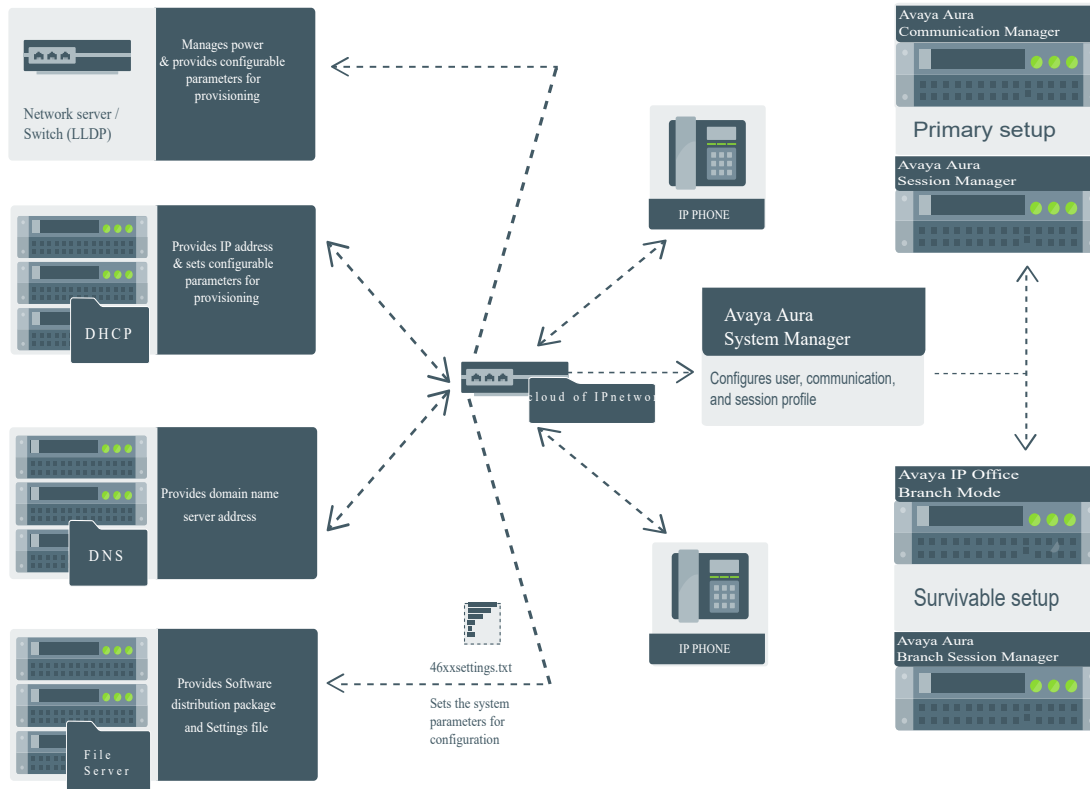 Network server /
Switch (LLDP)
Manages power
& provides configurable
parameters for
provisioning
DHCP
Provides IP address
& sets configurable
parameters for
provisioning
DNS
Provides domain name
server address
File
Server
Provides Software
distribution package
and Settings file
46xxsettings.txt
Sets the system
parameters for
configuration
cloud of IPnetwor
IP PHONE
IP PHONE
Avaya Aura
System Manager
Configures user, communication,
and session profile
Avaya Aura
Communication Manager
Primary setup
Avaya Aura
Session Manager
Avaya IP Office
Branch Mode
Survivable setup
Avaya Aura
Branch Session Manager